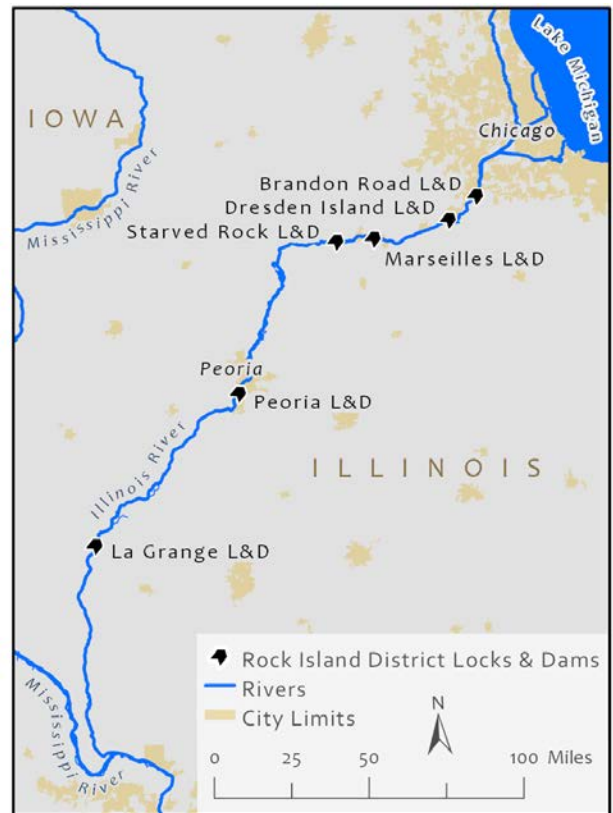 Lake Michigan
IOWA
Chicago
Mississippi River
Brandon Road L&D
Dresden Island L&D
Starved Rock L&D
Marseilles L&D
Peoria
Peoria L&D
ILLINOIS
Illinois River
La Grange L&D
Mississippi River
Rock Island District Locks & Dams
Rivers
City Limits
N
0 25 50 100 Miles